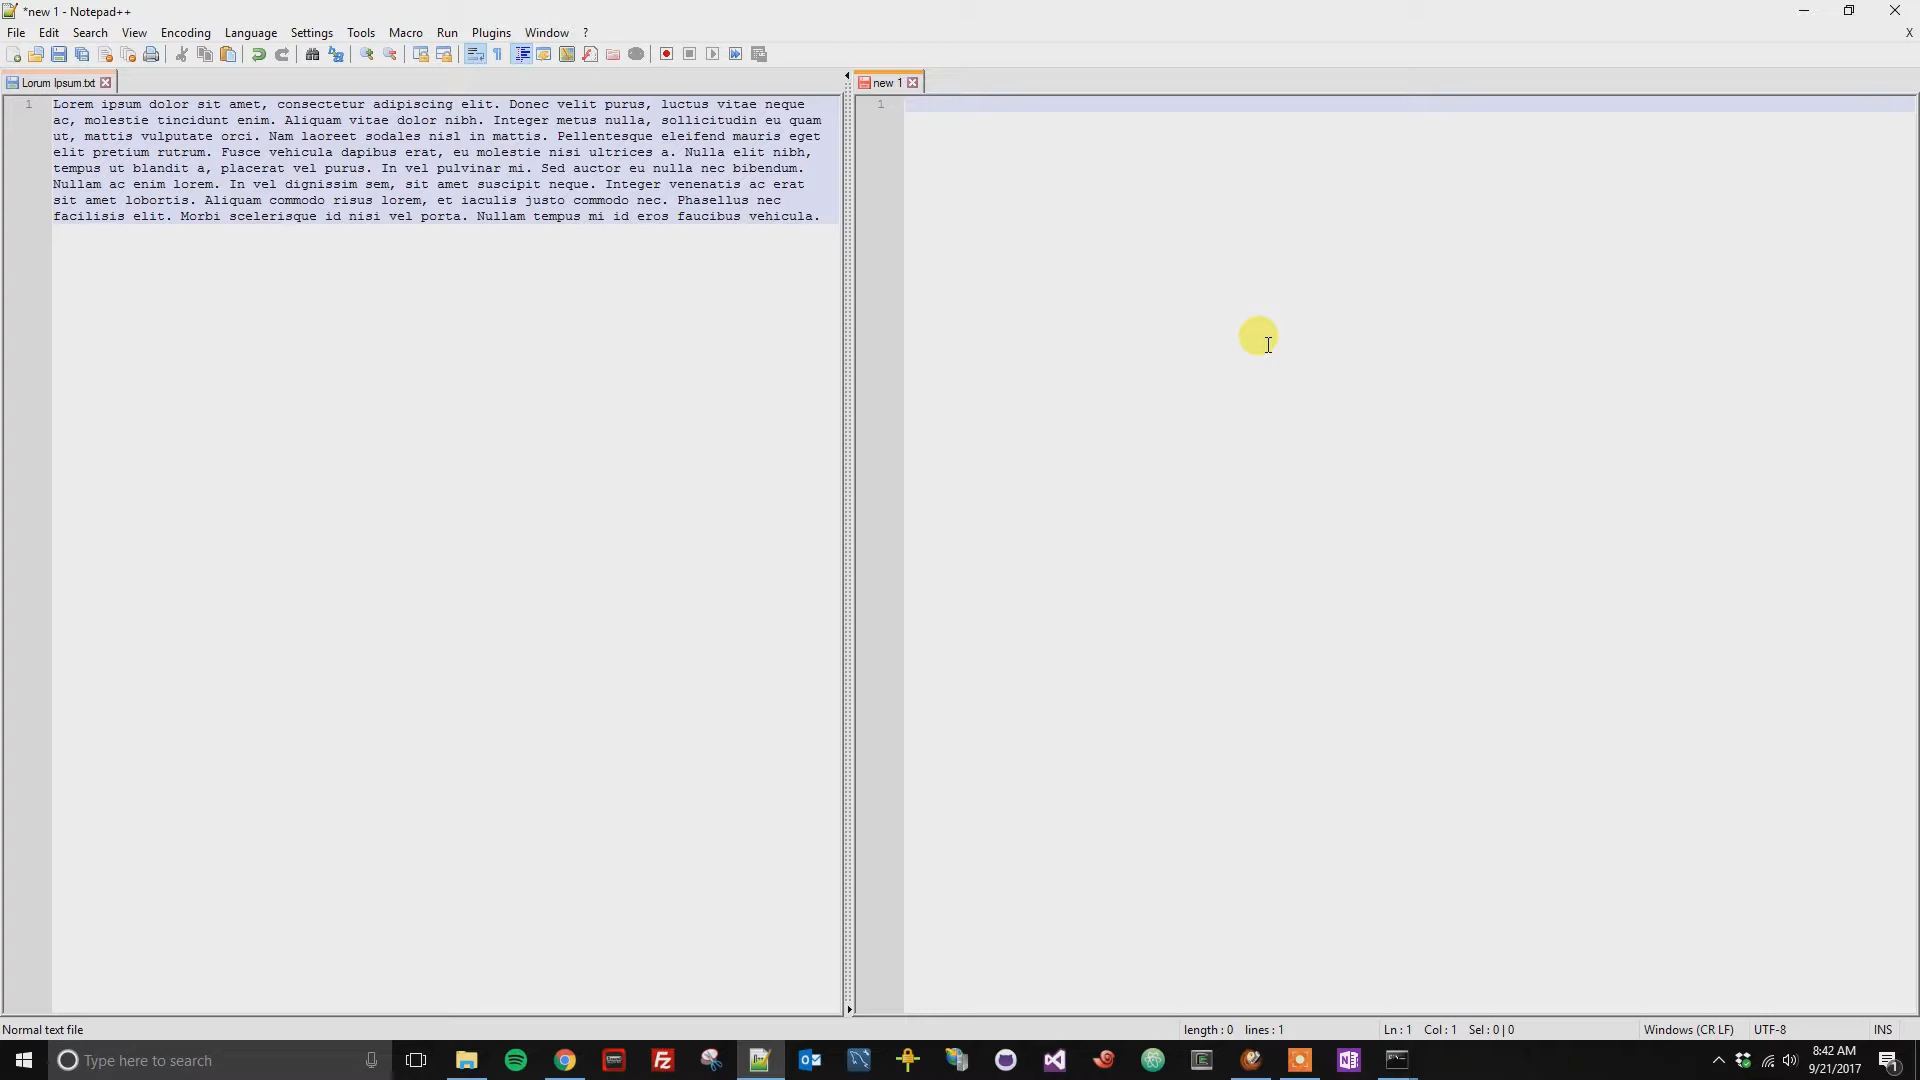 *new 1 - Notepad++
File Edit Search View Encoding Language Settings Tools Macro Run Plugins Window ? X
Lorum Ipsum.txt
new 1
1
Lorem ipsum dolor sit amet, consectetur adipiscing elit. Donec velit purus, luctus vitae neque
ac, molestie tincidunt enim. Aliquam vitae dolor nibh. Integer metus nulla, sollicitudin eu quam
ut, mattis vulputate orci. Nam laoreet sodales nisl in mattis. Pellentesque eleifend mauris eget
elit pretium rutrum. Fusce vehicula dapibus erat, eu molestie nisi ultrices a. Nulla elit nibh,
tempus ut blandit a, placerat vel purus. In vel pulvinar mi. Sed auctor eu nulla nec bibendum.
Nullam ac enim lorem. In vel dignissim sem, sit amet suscipit neque. Integer venenatis ac erat
sit amet lobortis. Aliquam commodo risus lorem, et iaculis justo commodo nec. Phasellus nec
facilisis elit. Morbi scelerisque id nisi vel porta. Nullam tempus mi id eros faucibus vehicula.
1
Normal text file length : 0 lines : 1 Ln : 1 Col : 1 Sel : 0 | 0 Windows (CR LF) UTF-8 INS
Type here to search
8:42 AM
9/21/2017
1